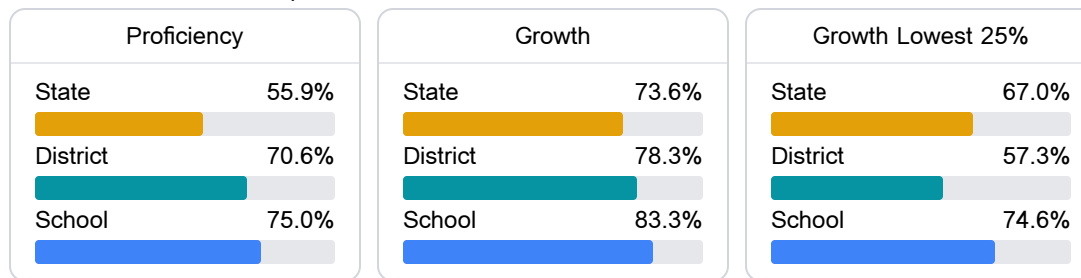 Proficiency
State 55.9%
District 70.6%
School 75.0%
Growth
State 73.6%
District 78.3%
School 83.3%
Growth Lowest 25%
State 67.0%
District 57.3%
School 74.6%